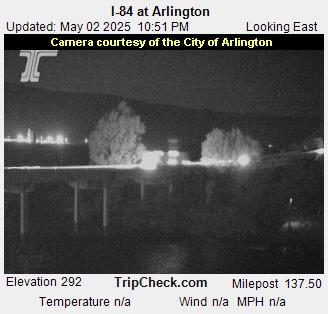 I-84 at Arlington
Updated: May 02 2025 10:51 PM Looking East
Camera courtesy of the City of Arlington
Elevation 292 TripCheck.com Milepost 137.50
Temperature n/a Wind n/a MPH n/a